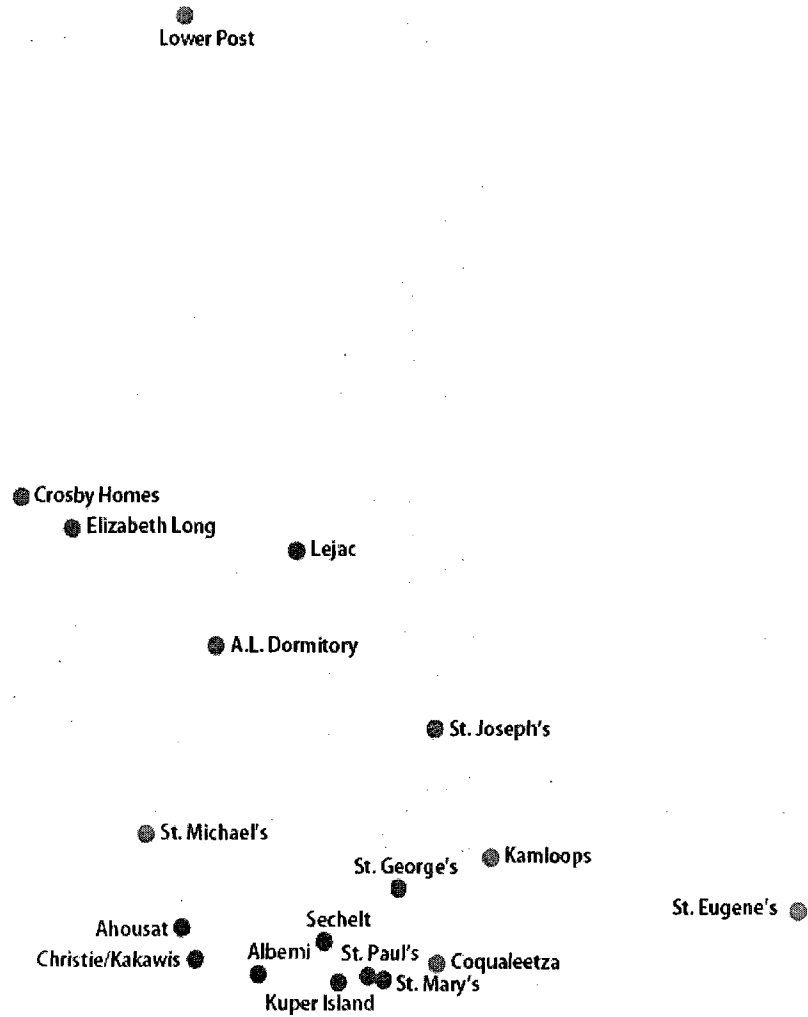 Lower Post
Crosby Homes
Elizabeth Long
Lejac
A.L. Dormitory
St. Joseph's
St. Michael's
Kamloops
St. George's
St. Eugene's
Ahousat
Sechelt
Christie/Kakawis
Alberni
St. Paul's
Coqualeetza
St. Mary's
Kuper Island